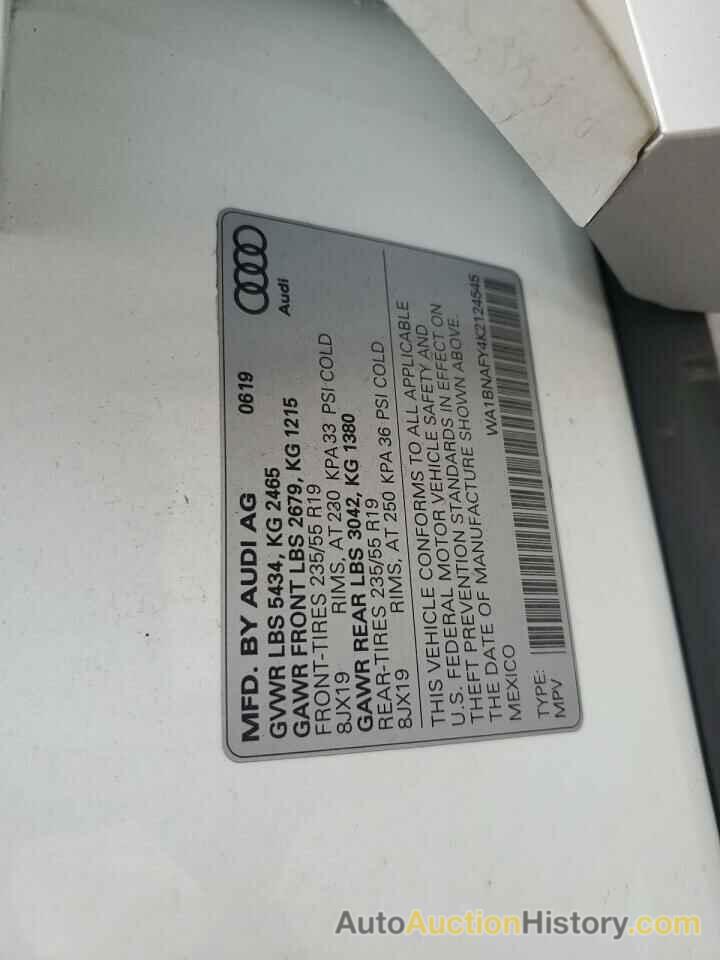 Audi
MFD. BY AUDI AG 0619
GVWR LBS 5434, KG 2465
GAWR FRONT LBS 2679, KG 1215
FRONT-TIRES 235/55 R19
8JX19 RIMS, AT 230 KPA 33 PSI COLD
GAWR REAR LBS 3042, KG 1380
REAR-TIRES 235/55 R19
8JX19 RIMS, AT 250 KPA 36 PSI COLD
THIS VEHICLE CONFORMS TO ALL APPLICABLE
U.S. FEDERAL MOTOR VEHICLE SAFETY AND
THEFT PREVENTION STANDARDS IN EFFECT ON
THE DATE OF MANUFACTURE SHOWN ABOVE.
MEXICO WA1BNAFY4K2124545
TYPE:
MPV
AutoAuctionHistory.com